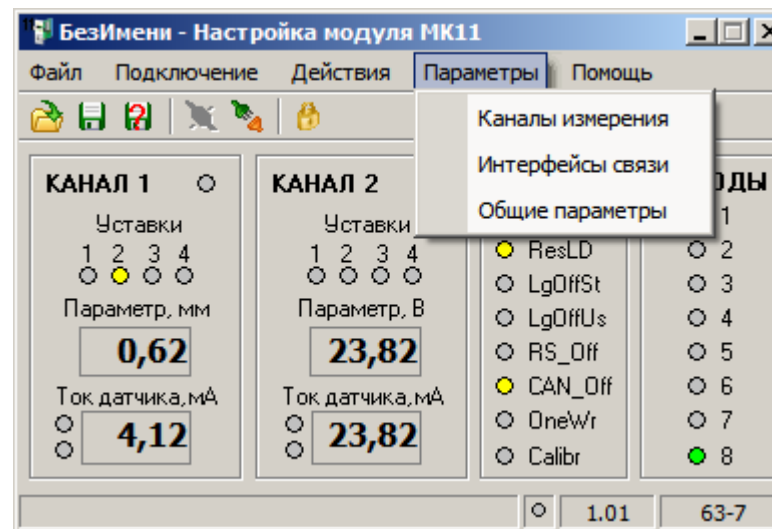 БезИмени - Настройка модуля МК11
Файл Подключение Действия Параметры Помощь
Каналы измерения
Интерфейсы связи
Общие параметры
КАНАЛ 1
Уставки
1 2 3 4
Параметр, мм
0,62
Ток датчика,мА
4,12
КАНАЛ 2
Уставки
1 2 3 4
Параметр, В
23,82
Ток датчика,мА
23,82
ResLD
LgOffSt
LgOffUs
RS_Off
CAN_Off
OneWr
Calibr
ОДЫ
1
2
3
4
5
6
7
8
1.01 63-7